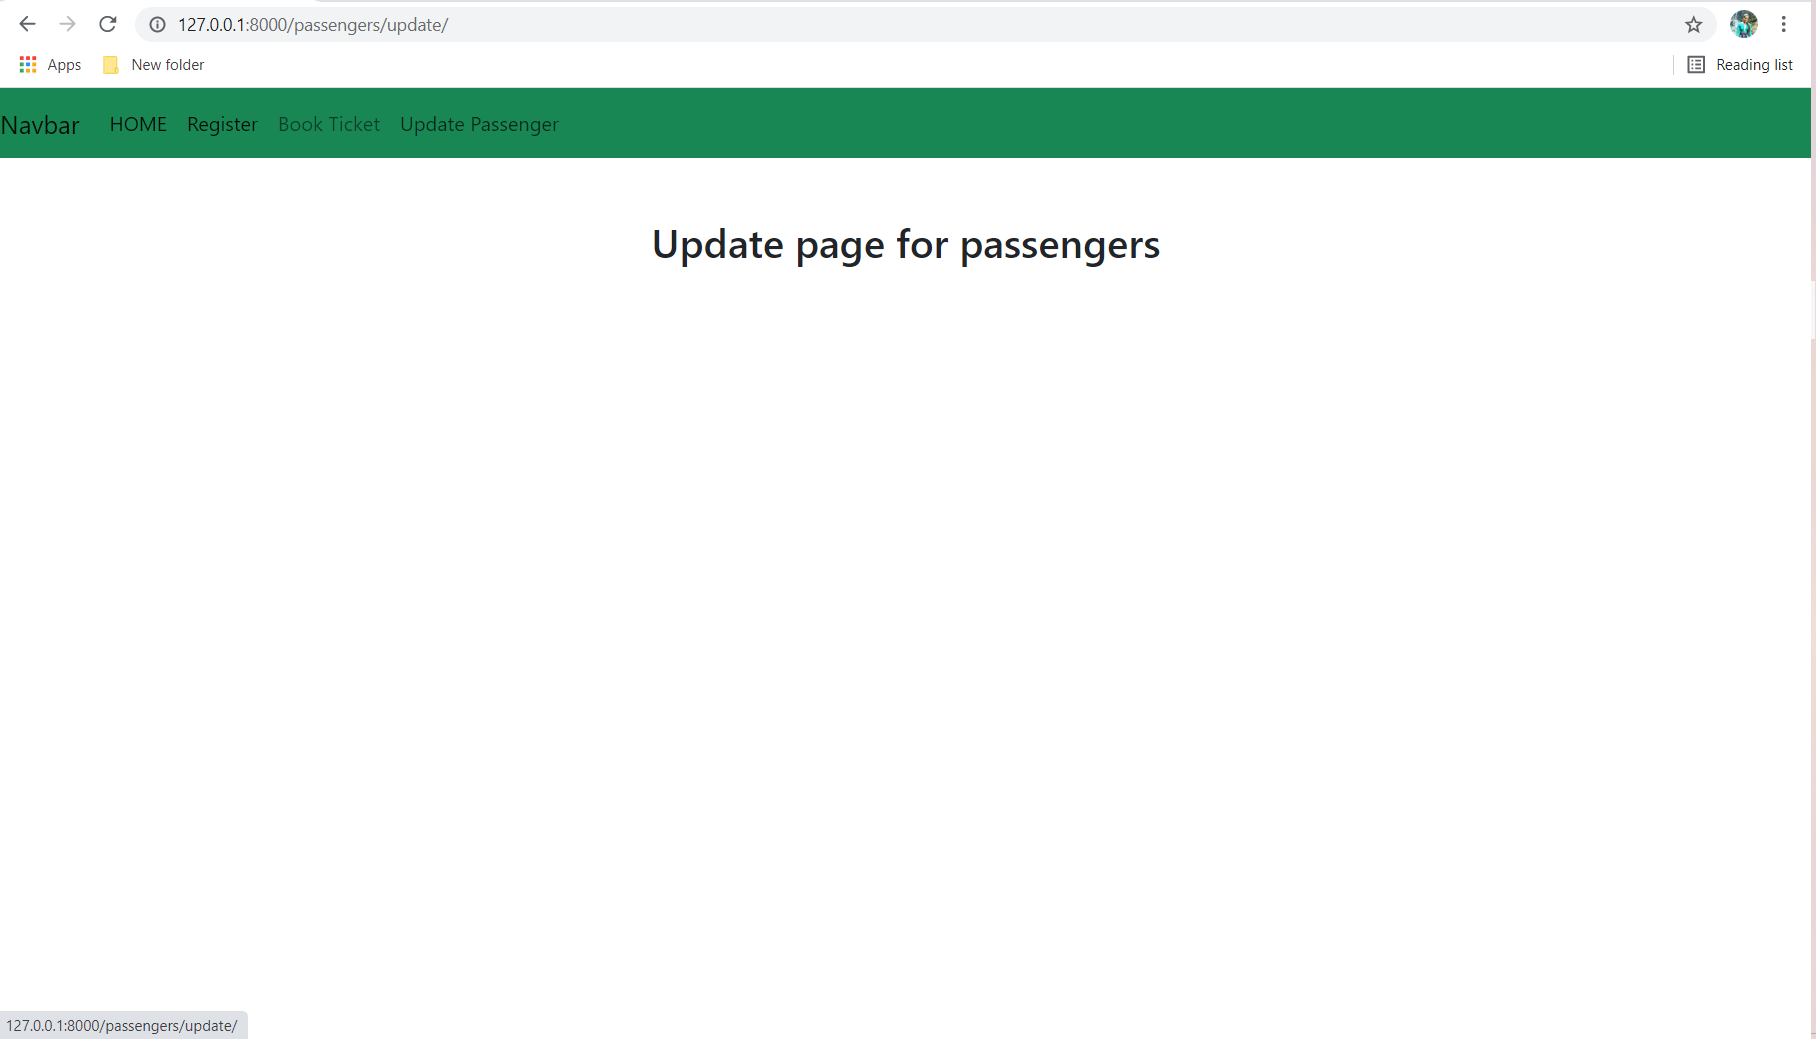 127.0.0.1:8000/passengers/update/
Apps New folder Reading list
Navbar HOME Register Book Ticket Update Passenger
Update page for passengers
127.0.0.1:8000/passengers/update/